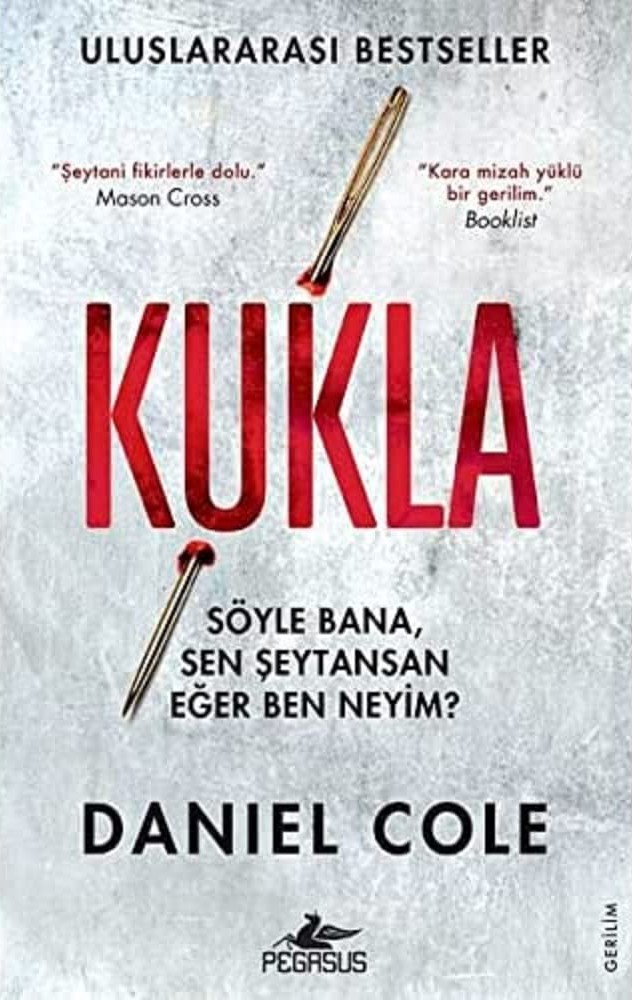 ULUSLARARASI BESTSELLER
"Şeytani fikirlerle dolu."
Mason Cross
"Kara mizah yüklü
bir gerilim."
Booklist
KUKLA
SÖYLE BANA,
SEN ŞEYTANSAN
EĞER BEN NEYİM?
DANIEL COLE
PEGASUS
GERİLİM